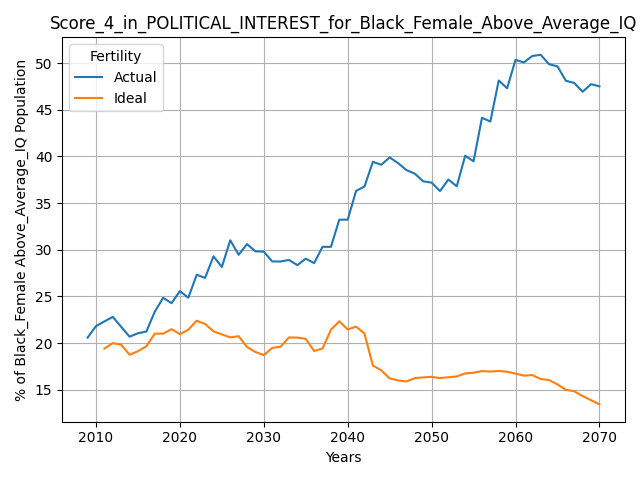 Score_4_in_POLITICAL_INTEREST_for_Black_Female_Above_Average_IQ
Fertility
Actual
Ideal
% of Black_Female Above_Average_IQ Population
50
45
40
35
30
25
20
15
2010
2020
2030
2040
2050
2060
2070
Years